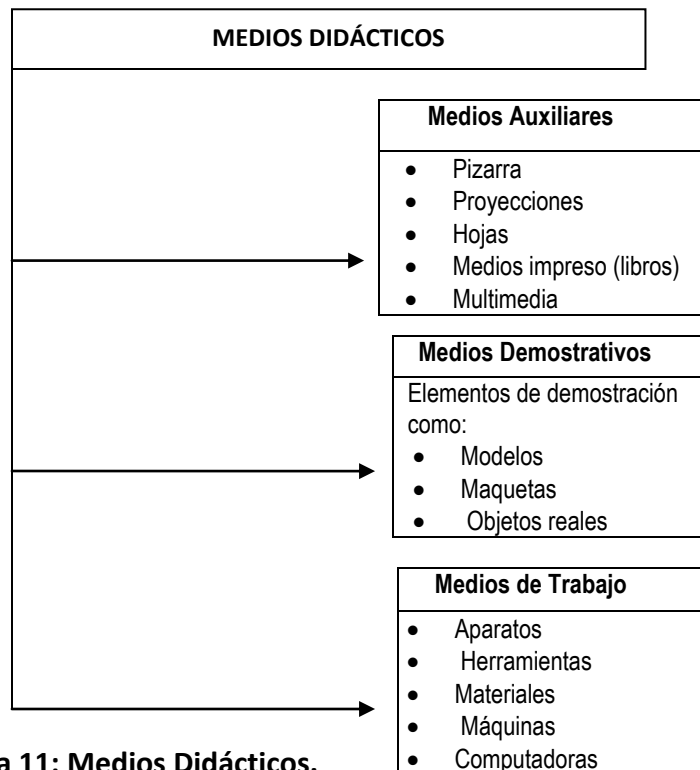 MEDIOS DIDÁCTICOS
Medios Auxiliares
• Pizarra
• Proyecciones
• Hojas
• Medios impreso (libros)
• Multimedia
Medios Demostrativos
Elementos de demostración
como:
• Modelos
• Maquetas
• Objetos reales
Medios de Trabajo
• Aparatos
• Herramientas
• Materiales
• Máquinas
• Computadoras
a 11: Medios Didácticos.